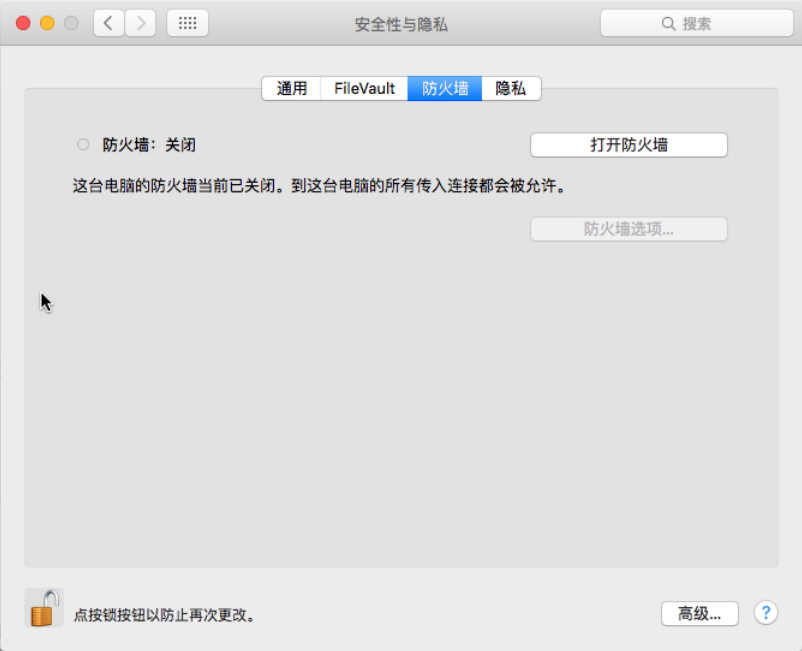 安全性与隐私
搜索
通用
FileVault
防火墙
隐私
防火墙：关闭
打开防火墙
这台电脑的防火墙当前已关闭。到这台电脑的所有传入连接都会被允许。
防火墙选项...
点按锁按钮以防止再次更改。
高级...
?